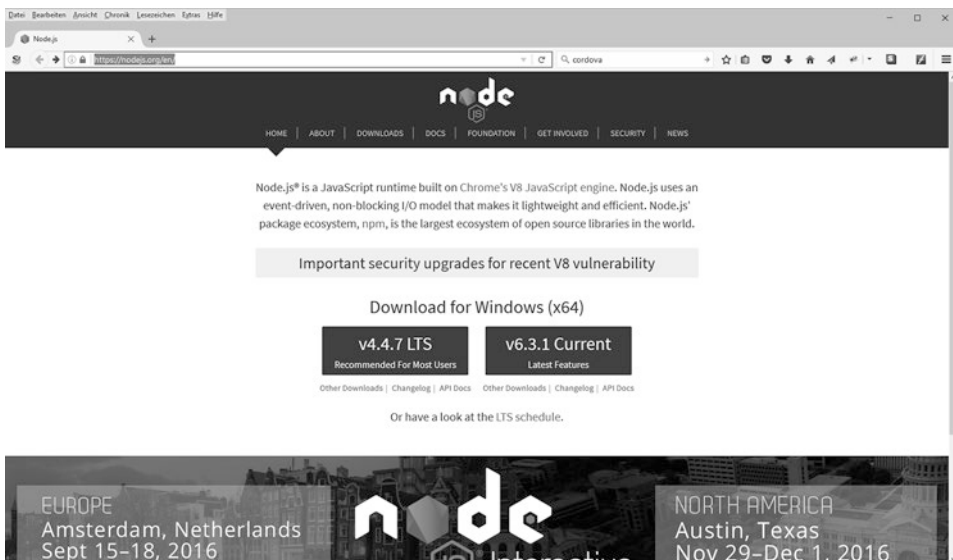 Datei Bearbeiten Ansicht Chronik Lesezeichen Extras Hilfe
Node.js
https://nodejs.org/en/
cordova
node
JS
HOME | ABOUT | DOWNLOADS | DOCS | FOUNDATION | GET INVOLVED | SECURITY | NEWS
Node.js® is a JavaScript runtime built on Chrome's V8 JavaScript engine. Node.js uses an
event-driven, non-blocking I/O model that makes it lightweight and efficient. Node.js'
package ecosystem, npm, is the largest ecosystem of open source libraries in the world.
Important security upgrades for recent V8 vulnerability
Download for Windows (x64)
v4.4.7 LTS
Recommended For Most Users
v6.3.1 Current
Latest Features
Other Downloads | Changelog | API Docs
Other Downloads | Changelog | API Docs
Or have a look at the LTS schedule.
EUROPE
Amsterdam, Netherlands
Sept 15–18, 2016
node
JS
Interactive
NORTH AMERICA
Austin, Texas
Nov 29–Dec 1, 2016